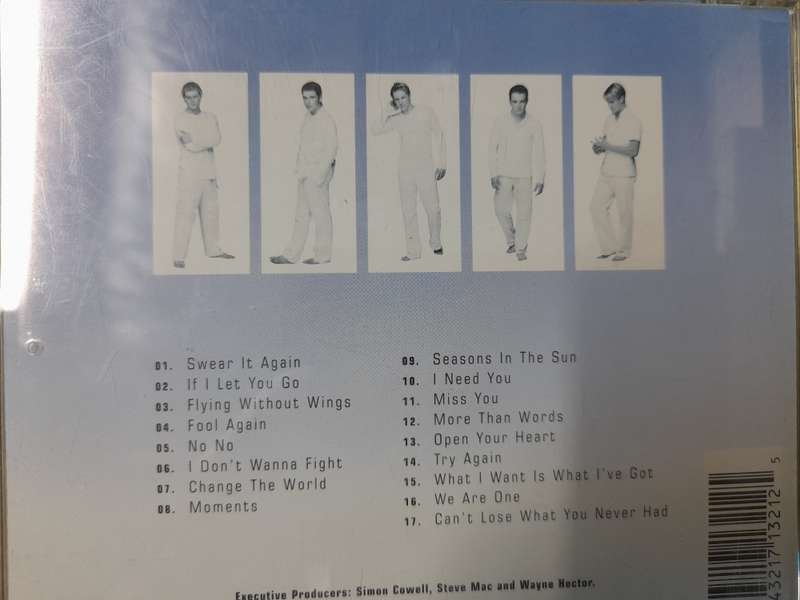 01. Swear It Again
02. If I Let You Go
03. Flying Without Wings
04. Fool Again
05. No No
06. I Don't Wanna Fight
07. Change The World
08. Moments
09. Seasons In The Sun
10. I Need You
11. Miss You
12. More Than Words
13. Open Your Heart
14. Try Again
15. What I Want Is What I've Got
16. We Are One
17. Can't Lose What You Never Had
Executive Producers: Simon Cowell, Steve Mac and Wayne Hector.
43217 13212 5